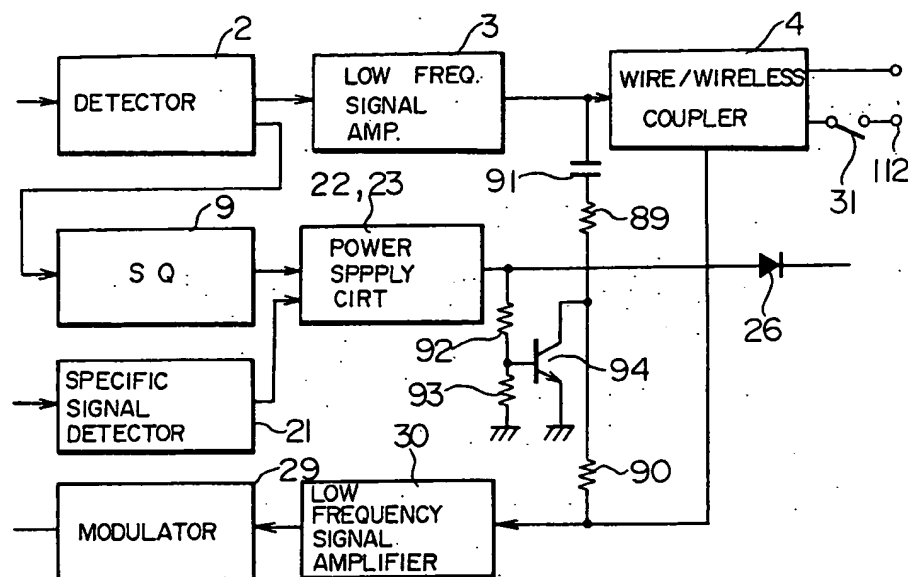 2
3
4
DETECTOR
LOW FREQ.
SIGNAL
AMP.
WIRE/WIRELESS
COUPLER
112
31
91
89
9
22,23
S Q
POWER
SPPPLY
CIRT
26
92
94
93
SPECIFIC
SIGNAL
DETECTOR
21
29
30
90
MODULATOR
LOW
FREQUENCY
SIGNAL
AMPLIFIER